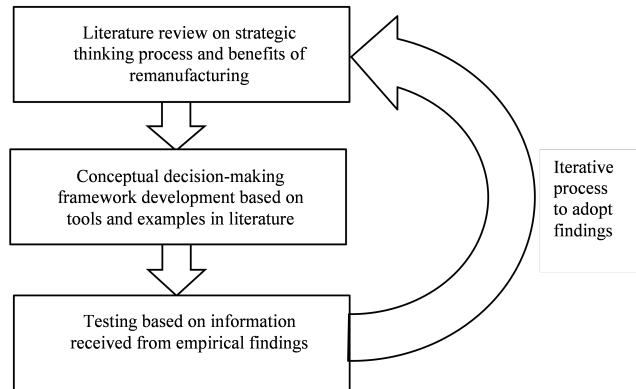 Literature review on strategic
thinking process and benefits of
remanufacturing
Conceptual decision-making
framework development based on
tools and examples in literature
Testing based on information
received from empirical findings
Iterative
process
to adopt
findings